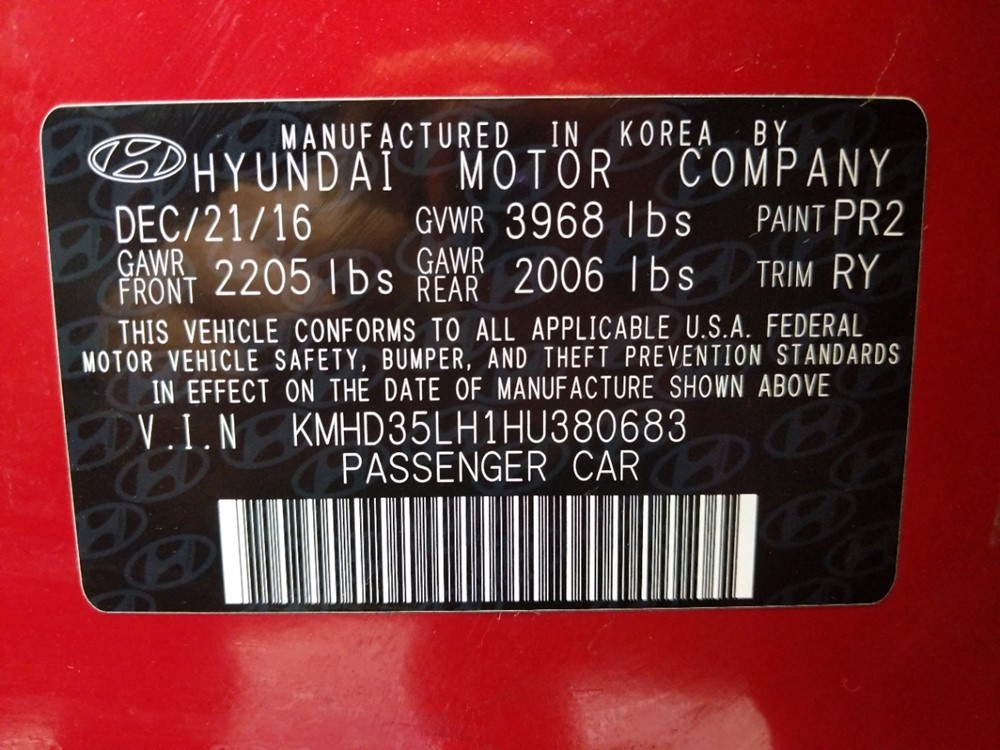 MANUFACTURED IN KOREA BY
HYUNDAI MOTOR COMPANY
DEC/21/16 GVWR 3968 lbs PAINT PR2
GAWR FRONT 2205 lbs GAWR REAR 2006 lbs TRIM RY
THIS VEHICLE CONFORMS TO ALL APPLICABLE U.S.A. FEDERAL
MOTOR VEHICLE SAFETY, BUMPER, AND THEFT PREVENTION STANDARDS
IN EFFECT ON THE DATE OF MANUFACTURE SHOWN ABOVE
V.I.N KMHD35LH1HU380683
PASSENGER CAR